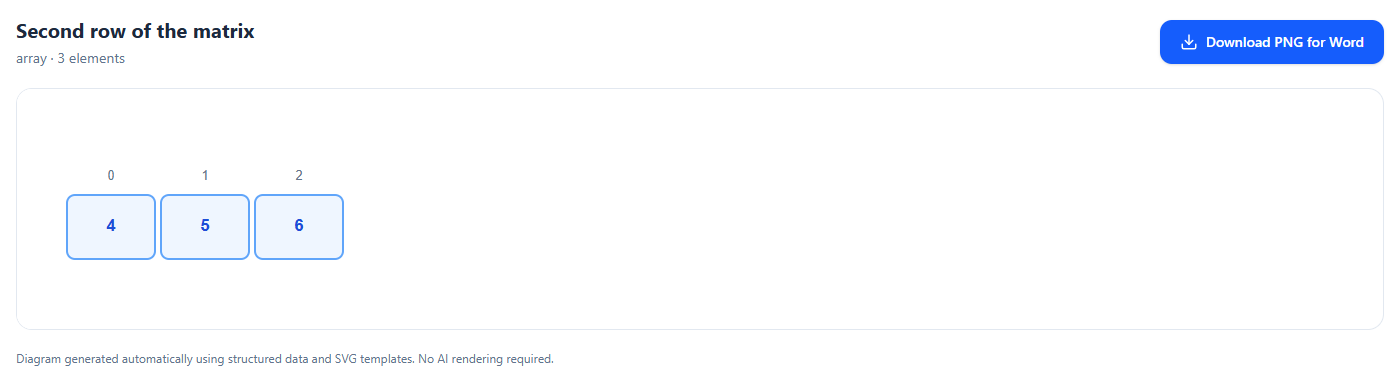 Second row of the matrix
array · 3 elements
Download PNG for Word
0 1 2
4 5 6
Diagram generated automatically using structured data and SVG templates. No AI rendering required.